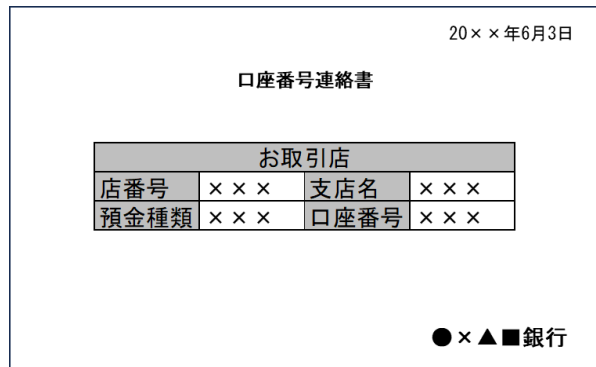 20××年6月3日
口座番号連絡書
お取引店
店番号 ××× 支店名 ×××
預金種類 ××× 口座番号 ×××
●×▲■銀行